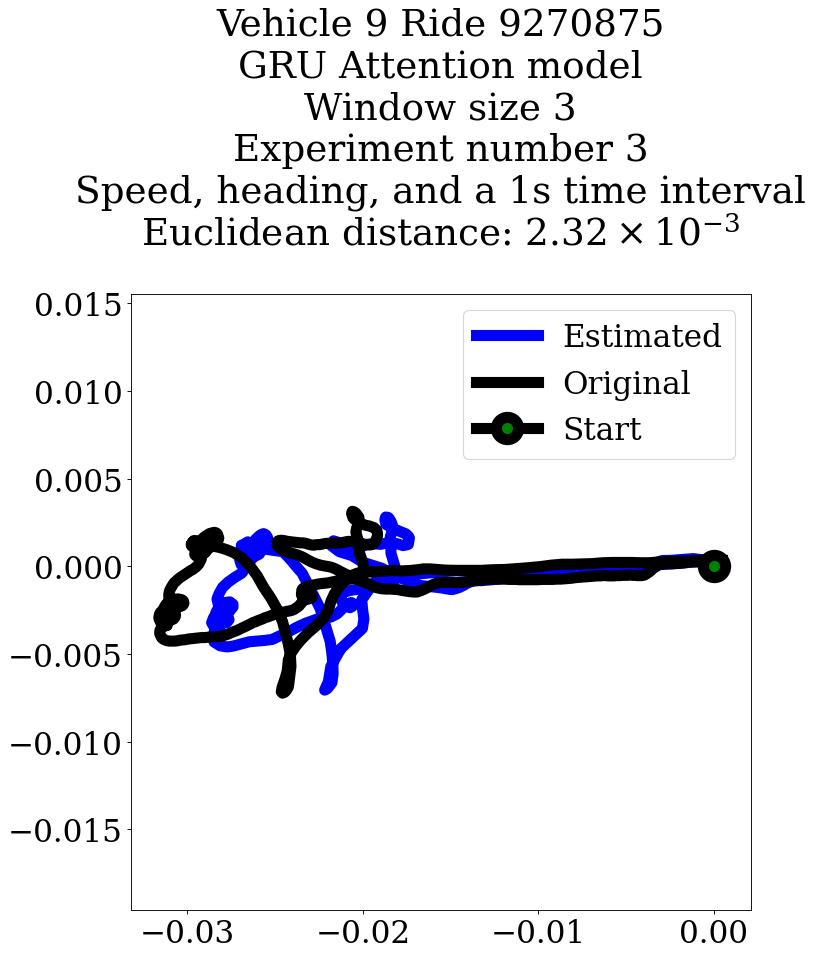 Vehicle 9 Ride 9270875
GRU Attention model
Window size 3
Experiment number 3
Speed, heading, and a 1s time interval
Euclidean distance: 2.32 × 10⁻³
Estimated
Original
Start
0.015
0.010
0.005
0.000
−0.005
−0.010
−0.015
−0.03
−0.02
−0.01
0.00